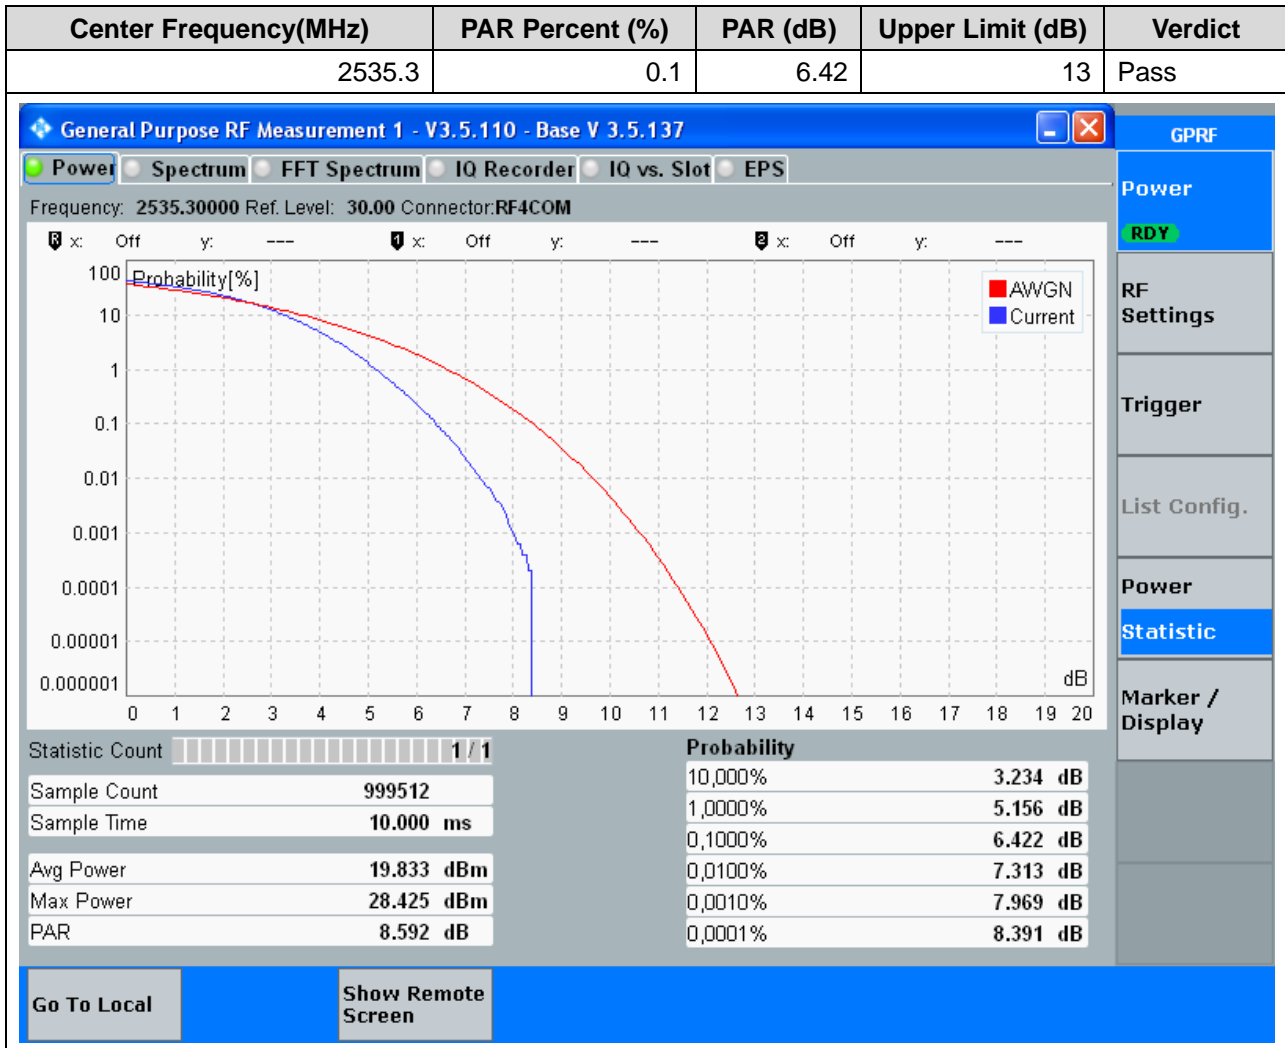 Center Frequency(MHz) PAR Percent (%) PAR (dB) Upper Limit (dB) Verdict
2535.3 0.1 6.42 13 Pass
General Purpose RF Measurement 1 - V3.5.110 - Base V 3.5.137
GPRF
Power Spectrum FFT Spectrum IQ Recorder IQ vs. Slot EPS
Power
RDY
Frequency: 2535.30000 Ref. Level: 30.00 Connector:RF4COM
R x: Off y: --- 1 x: Off y: --- 2 x: Off y: ---
Probability[%]
AWGN
Current
100
10
1
0.1
0.01
0.001
0.0001
0.00001
0.000001
dB
0 1 2 3 4 5 6 7 8 9 10 11 12 13 14 15 16 17 18 19 20
RF
Settings
Trigger
List Config.
Power
Statistic
Marker /
Display
Statistic Count 1 / 1
Sample Count 999512
Sample Time 10.000 ms
Avg Power 19.833 dBm
Max Power 28.425 dBm
PAR 8.592 dB
Probability
10,000% 3.234 dB
1,0000% 5.156 dB
0,1000% 6.422 dB
0,0100% 7.313 dB
0,0010% 7.969 dB
0,0001% 8.391 dB
Go To Local
Show Remote
Screen